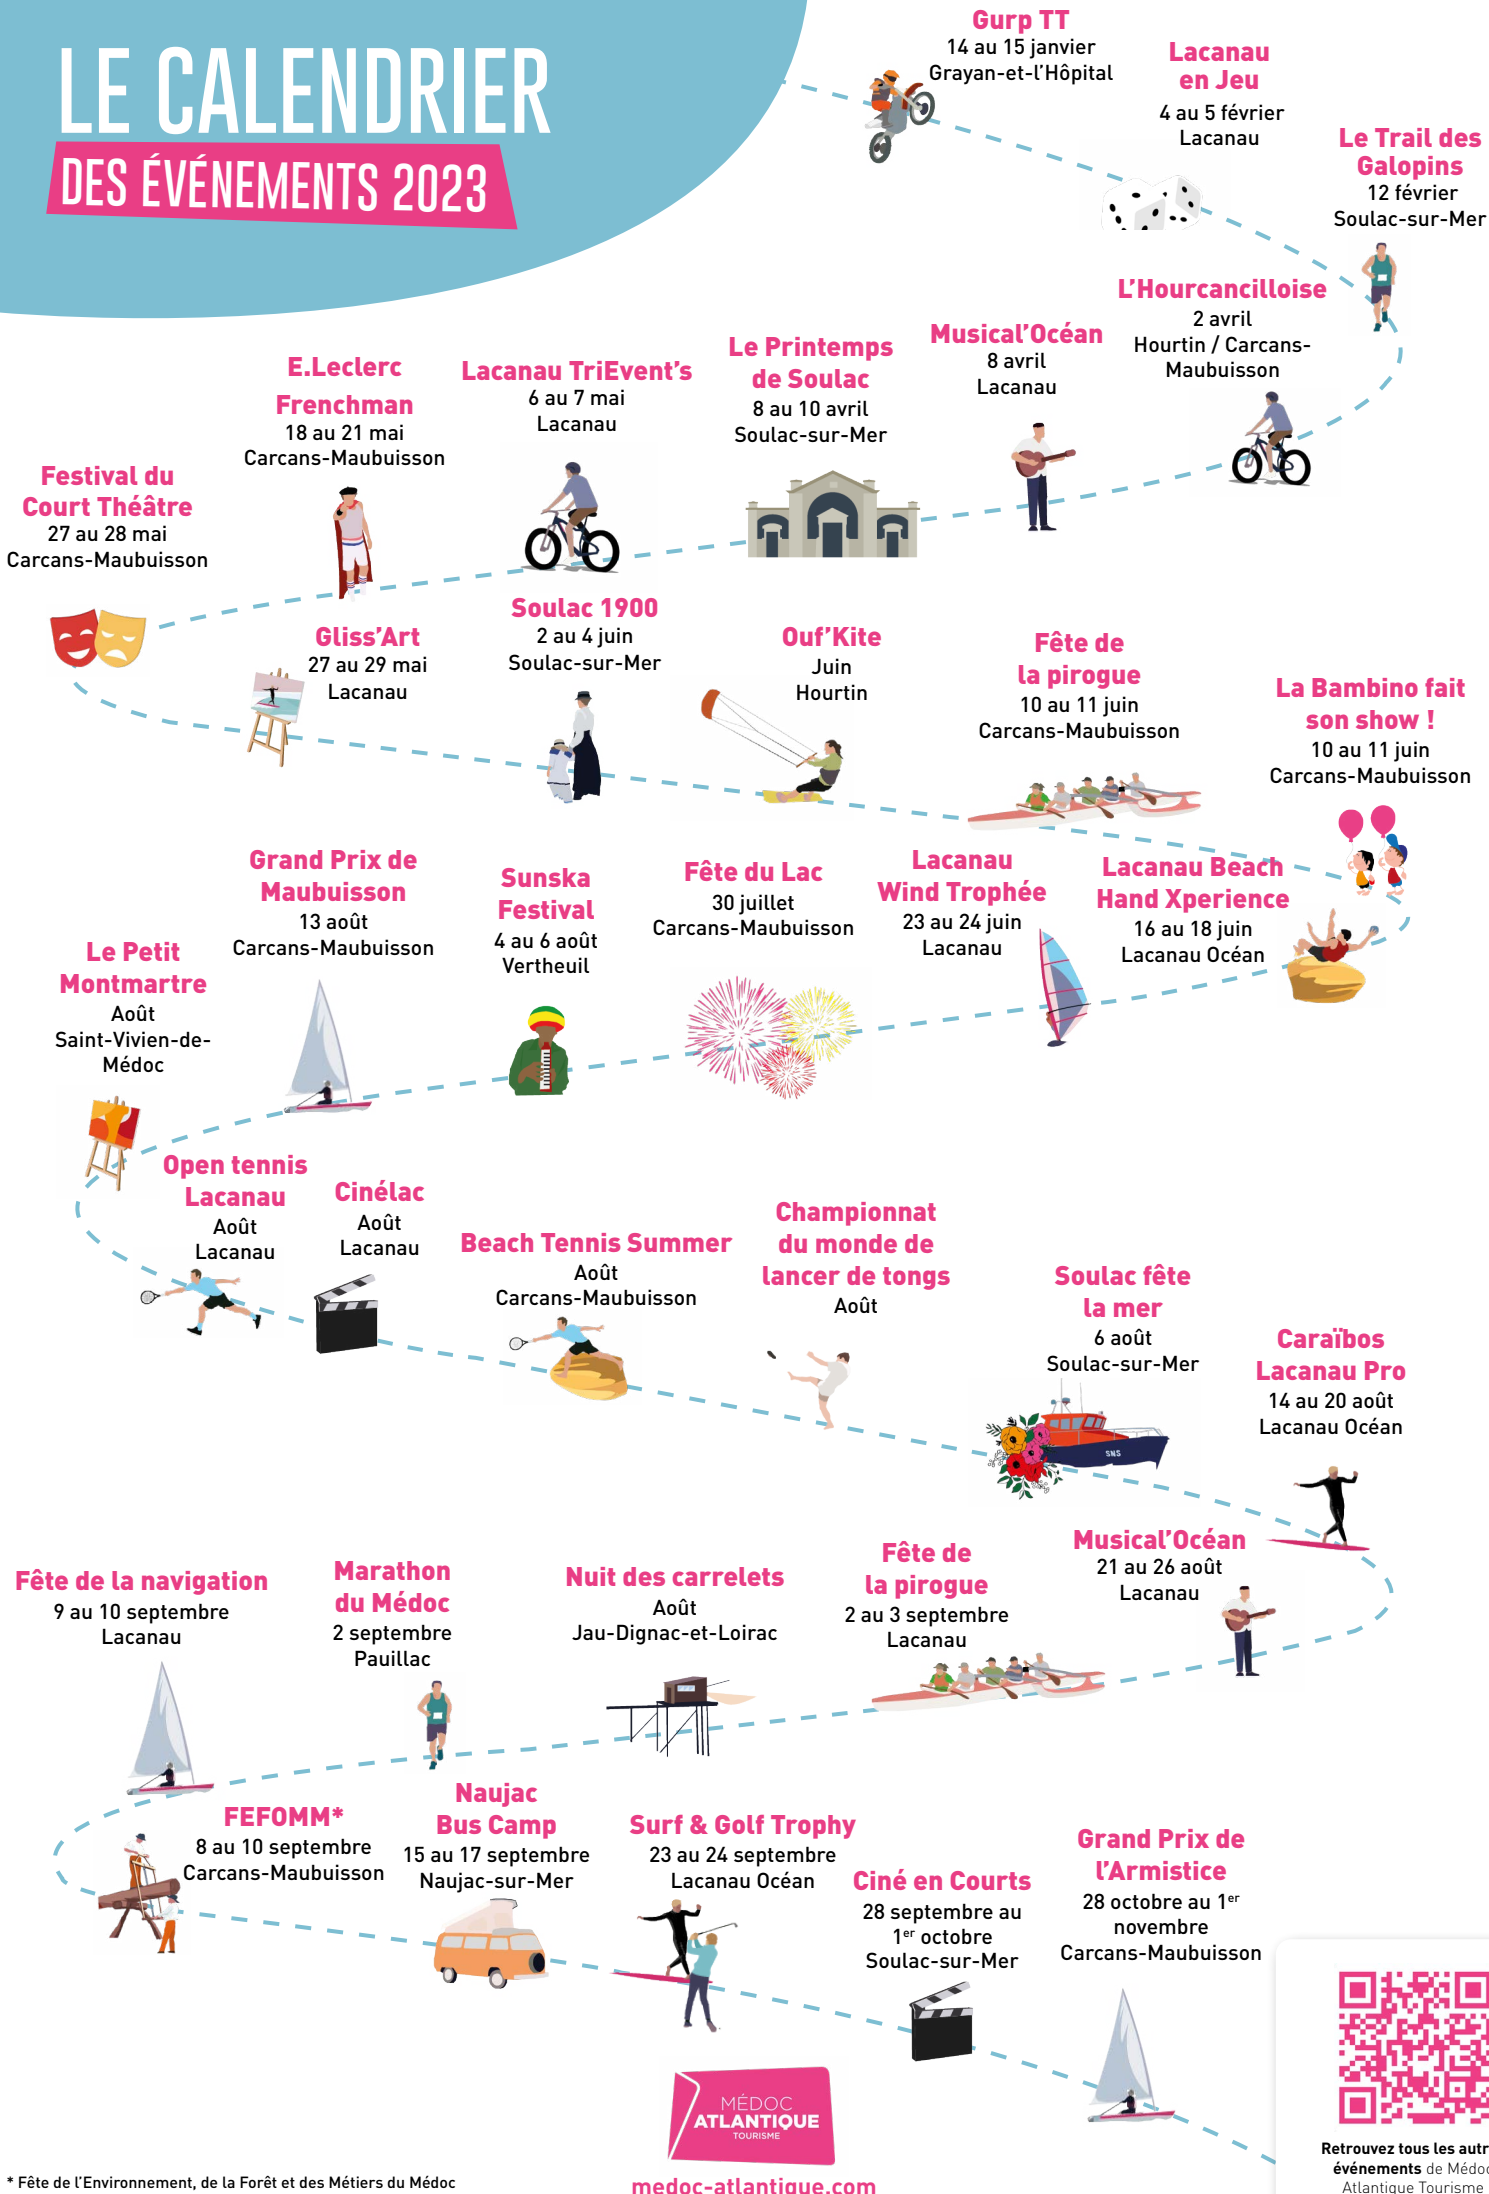 LE CALENDRIER
DES ÉVÉNEMENTS 2023
Gurp TT
14 au 15 janvier
Grayan-et-l'Hôpital
Lacanau
en Jeu
4 au 5 février
Lacanau
Le Trail des
Galopins
12 février
Soulac-sur-Mer
L'Hourcancilloise
2 avril
Hourtin / Carcans-
Maubuisson
Musical'Océan
8 avril
Lacanau
Le Printemps
de Soulac
8 au 10 avril
Soulac-sur-Mer
Lacanau TriEvent's
6 au 7 mai
Lacanau
E.Leclerc
Frenchman
18 au 21 mai
Carcans-Maubuisson
Festival du
Court Théâtre
27 au 28 mai
Carcans-Maubuisson
Gliss'Art
27 au 29 mai
Lacanau
Soulac 1900
2 au 4 juin
Soulac-sur-Mer
Ouf'Kite
Juin
Hourtin
Fête de
la pirogue
10 au 11 juin
Carcans-Maubuisson
La Bambino fait
son show !
10 au 11 juin
Carcans-Maubuisson
Lacanau Beach
Hand Xperience
16 au 18 juin
Lacanau Océan
Lacanau
Wind Trophée
23 au 24 juin
Lacanau
Fête du Lac
30 juillet
Carcans-Maubuisson
Sunska
Festival
4 au 6 août
Vertheuil
Grand Prix de
Maubuisson
13 août
Carcans-Maubuisson
Le Petit
Montmartre
Août
Saint-Vivien-de-
Médoc
Open tennis
Lacanau
Août
Lacanau
Cinélac
Août
Lacanau
Beach Tennis Summer
Août
Carcans-Maubuisson
Championnat
du monde de
lancer de tongs
Août
Soulac fête
la mer
6 août
Soulac-sur-Mer
SNS
Caraïbos
Lacanau Pro
14 au 20 août
Lacanau Océan
Musical'Océan
21 au 26 août
Lacanau
Fête de
la pirogue
2 au 3 septembre
Lacanau
Nuit des carrelets
Août
Jau-Dignac-et-Loirac
Marathon
du Médoc
2 septembre
Pauillac
Fête de la navigation
9 au 10 septembre
Lacanau
FEFOMM*
8 au 10 septembre
Carcans-Maubuisson
Naujac
Bus Camp
15 au 17 septembre
Naujac-sur-Mer
Surf & Golf Trophy
23 au 24 septembre
Lacanau Océan
Ciné en Courts
28 septembre au
1er octobre
Soulac-sur-Mer
Grand Prix de
l'Armistice
28 octobre au 1er
novembre
Carcans-Maubuisson
MÉDOC
ATLANTIQUE
TOURISME
medoc-atlantique.com
Retrouvez tous les autr
événements de Médoc
Atlantique Tourisme
* Fête de l'Environnement, de la Forêt et des Métiers du Médoc